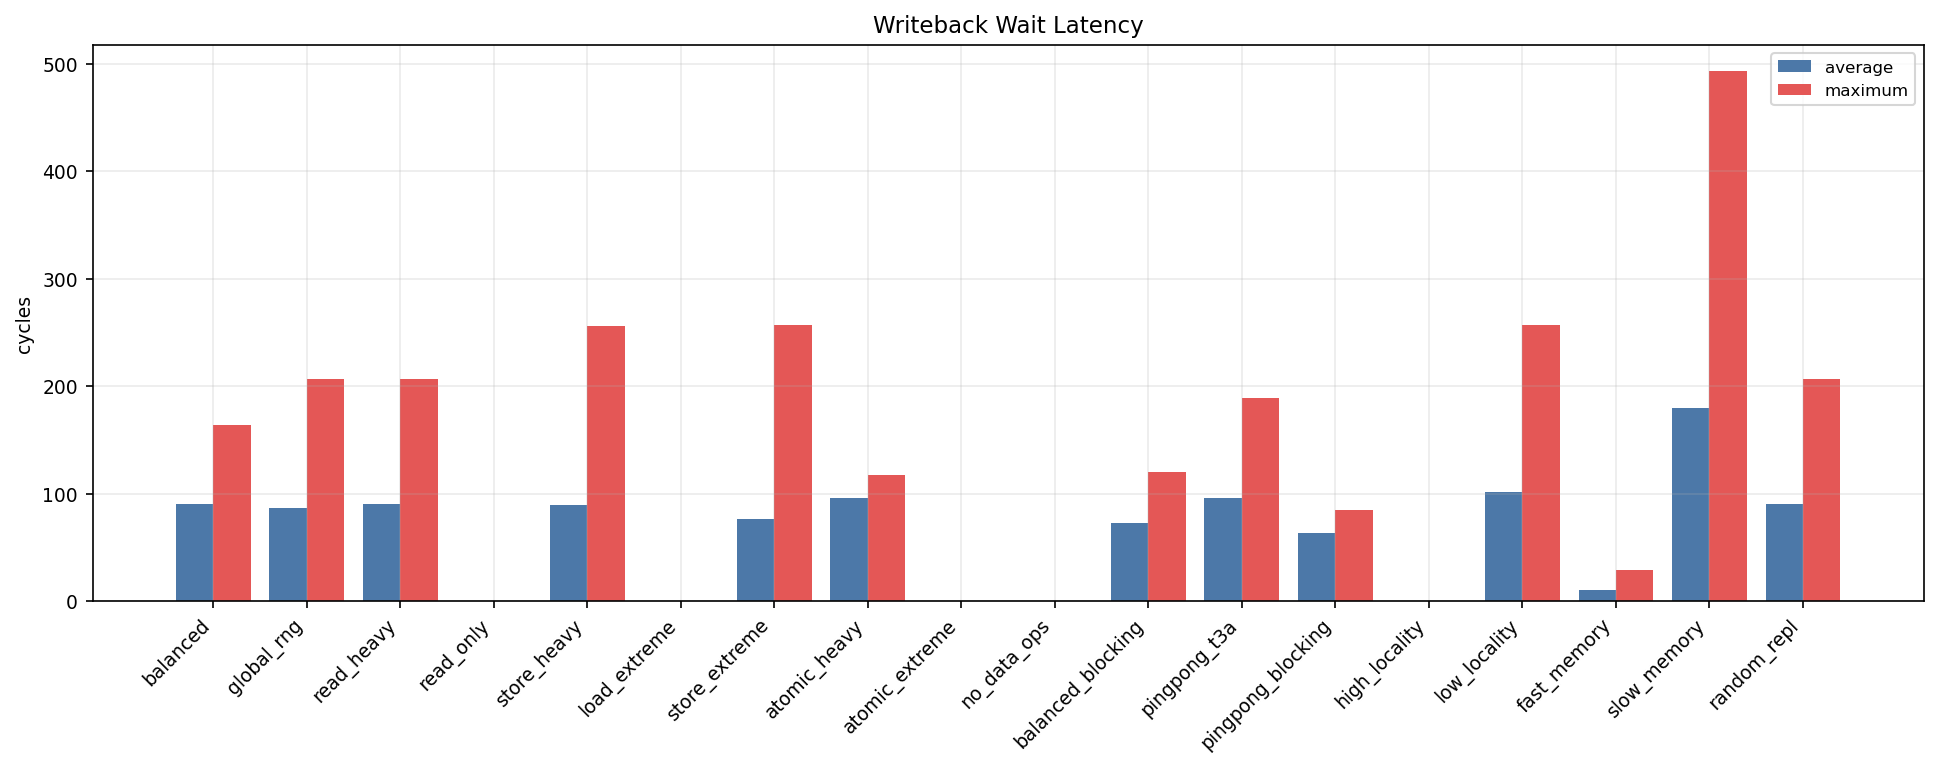 Writeback Wait Latency
average
maximum
cycles
500
400
300
200
100
0
balanced
global_rng
read_heavy
read_only
store_heavy
load_extreme
store_extreme
atomic_heavy
atomic_extreme
no_data_ops
balanced_blocking
pingpong_t3a
pingpong_blocking
high_locality
low_locality
fast_memory
slow_memory
random_repl